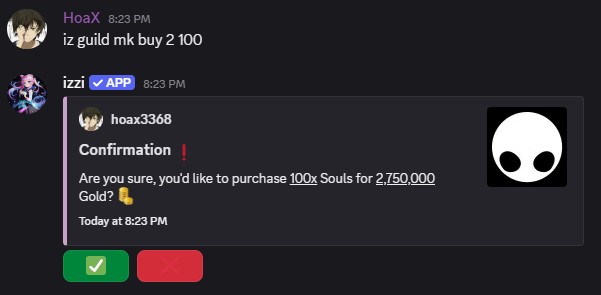 HoaX 8:23 PM
iz guild mk buy 2 100
izzi ✓ APP 8:23 PM
hoax3368
Confirmation ❗
Are you sure, you'd like to purchase 100x Souls for 2,750,000
Gold?
Today at 8:23 PM